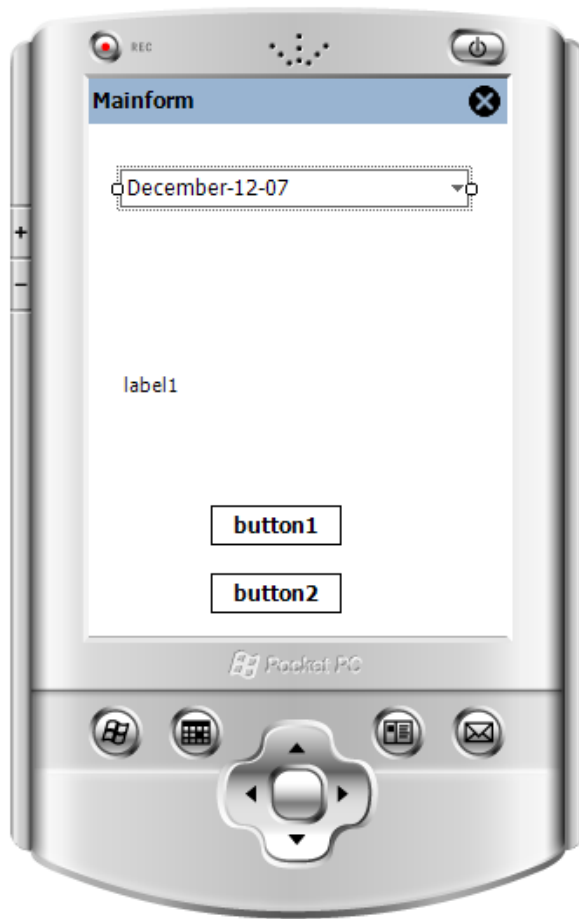 REC
Mainform
December-12-07
+
-
label1
button1
button2
Pocket PC